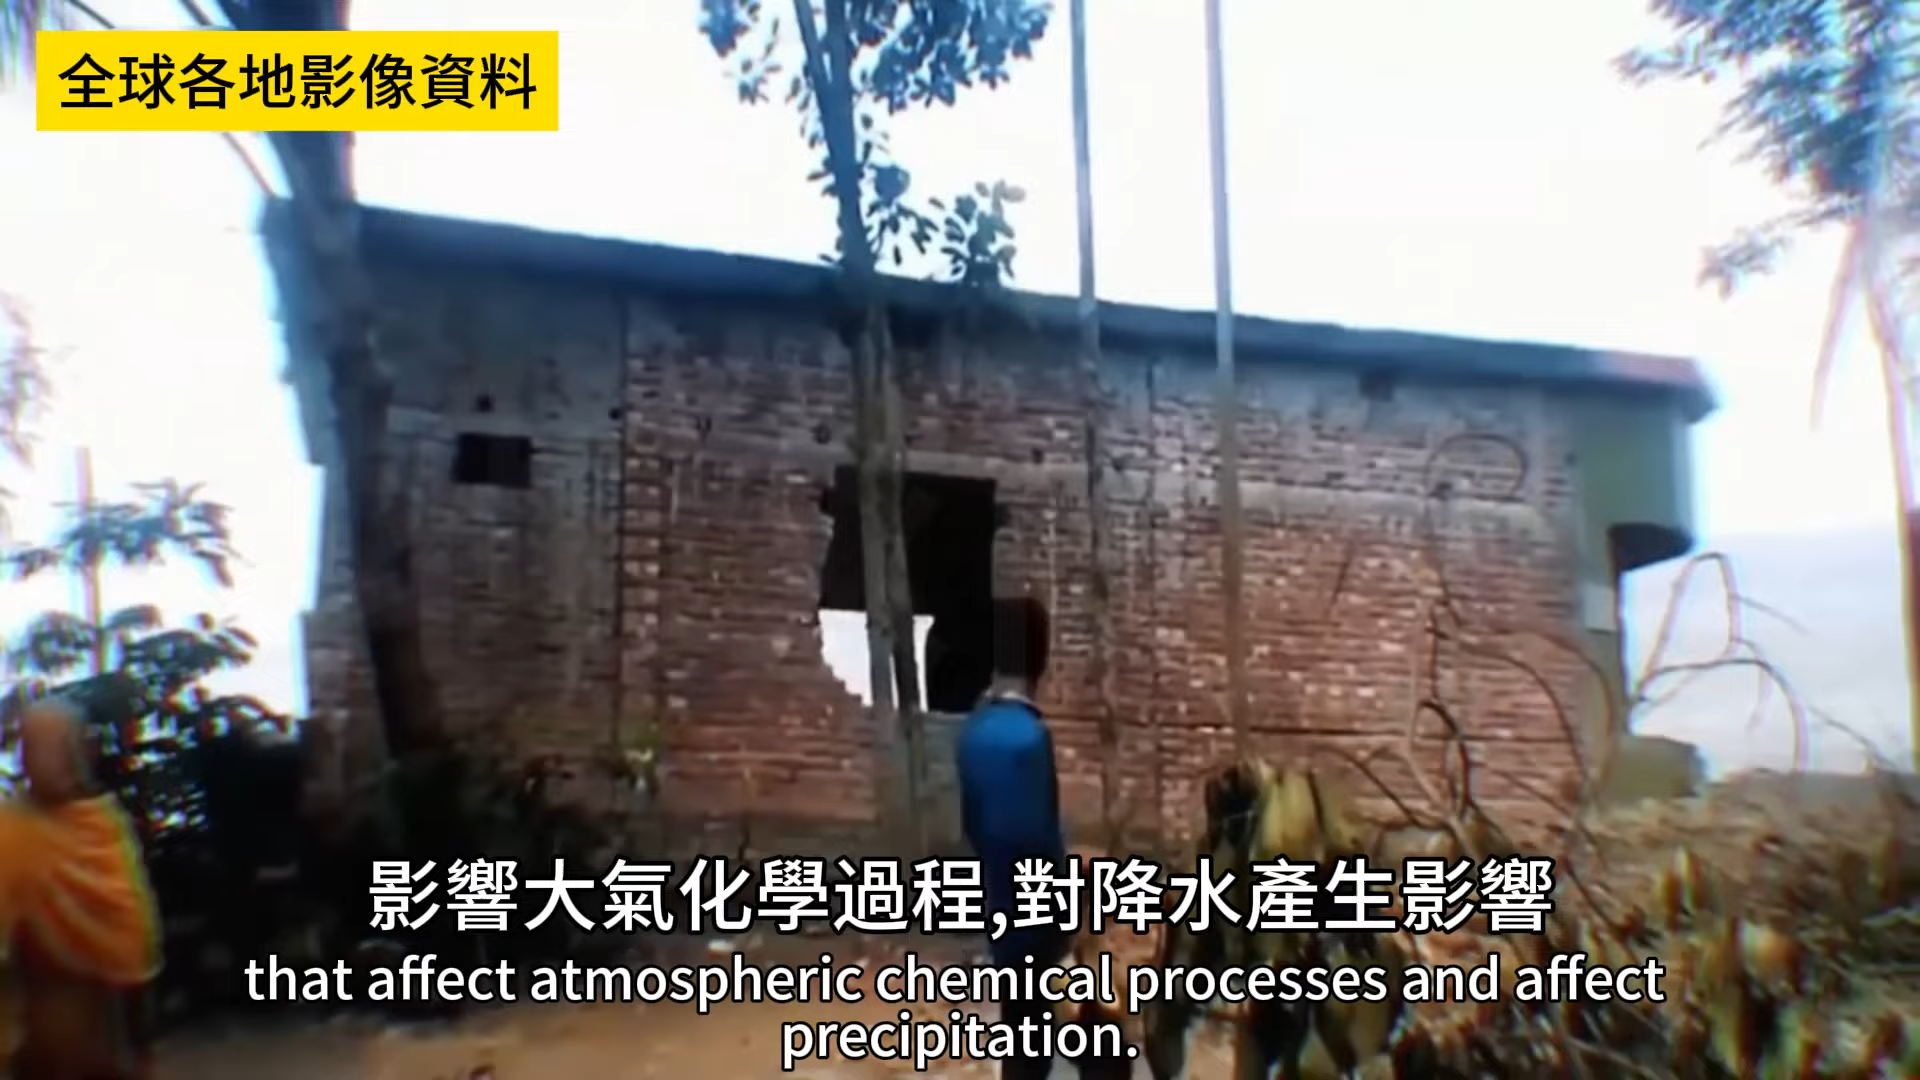 全球各地影像資料
影響大氣化學過程,對降水產生影響
that affect atmospheric chemical processes and affect
precipitation.